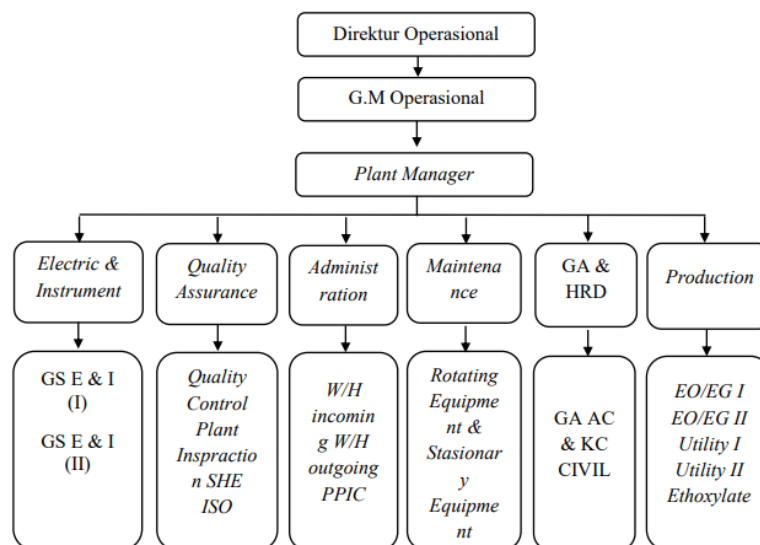 Direktur Operasional
G.M Operasional
Plant Manager
Electric &
Instrument
Quality
Assurance
Administ
ration
Maintena
nce
GA &
HRD
Production
GS E & I
(I)
GS E & I
(II)
Quality
Control
Plant
Inspractio
n SHE
ISO
W/H
incomin
g W/H
outgoing
PPIC
Rotating
Equipme
nt &
Stasionar
y
Equipme
nt
GA AC
& KC
CIVIL
EO/EG I
EO/EG II
Utility I
Utility II
Ethoxylate